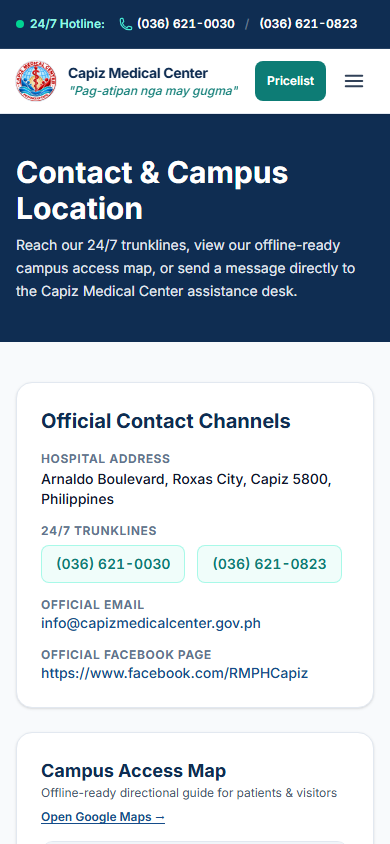 24/7 Hotline: (036) 621-0030 / (036) 621-0823
Capiz Medical Center
"Pag-atipan nga may gugma"
Pricelist
Contact & Campus
Location
Reach our 24/7 trunklines, view our offline-ready
campus access map, or send a message directly to
the Capiz Medical Center assistance desk.
Official Contact Channels
HOSPITAL ADDRESS
Arnaldo Boulevard, Roxas City, Capiz 5800,
Philippines
24/7 TRUNKLINES
(036) 621-0030 (036) 621-0823
OFFICIAL EMAIL
info@capizmedicalcenter.gov.ph
OFFICIAL FACEBOOK PAGE
https://www.facebook.com/RMPHCapiz
Campus Access Map
Offline-ready directional guide for patients & visitors
Open Google Maps →